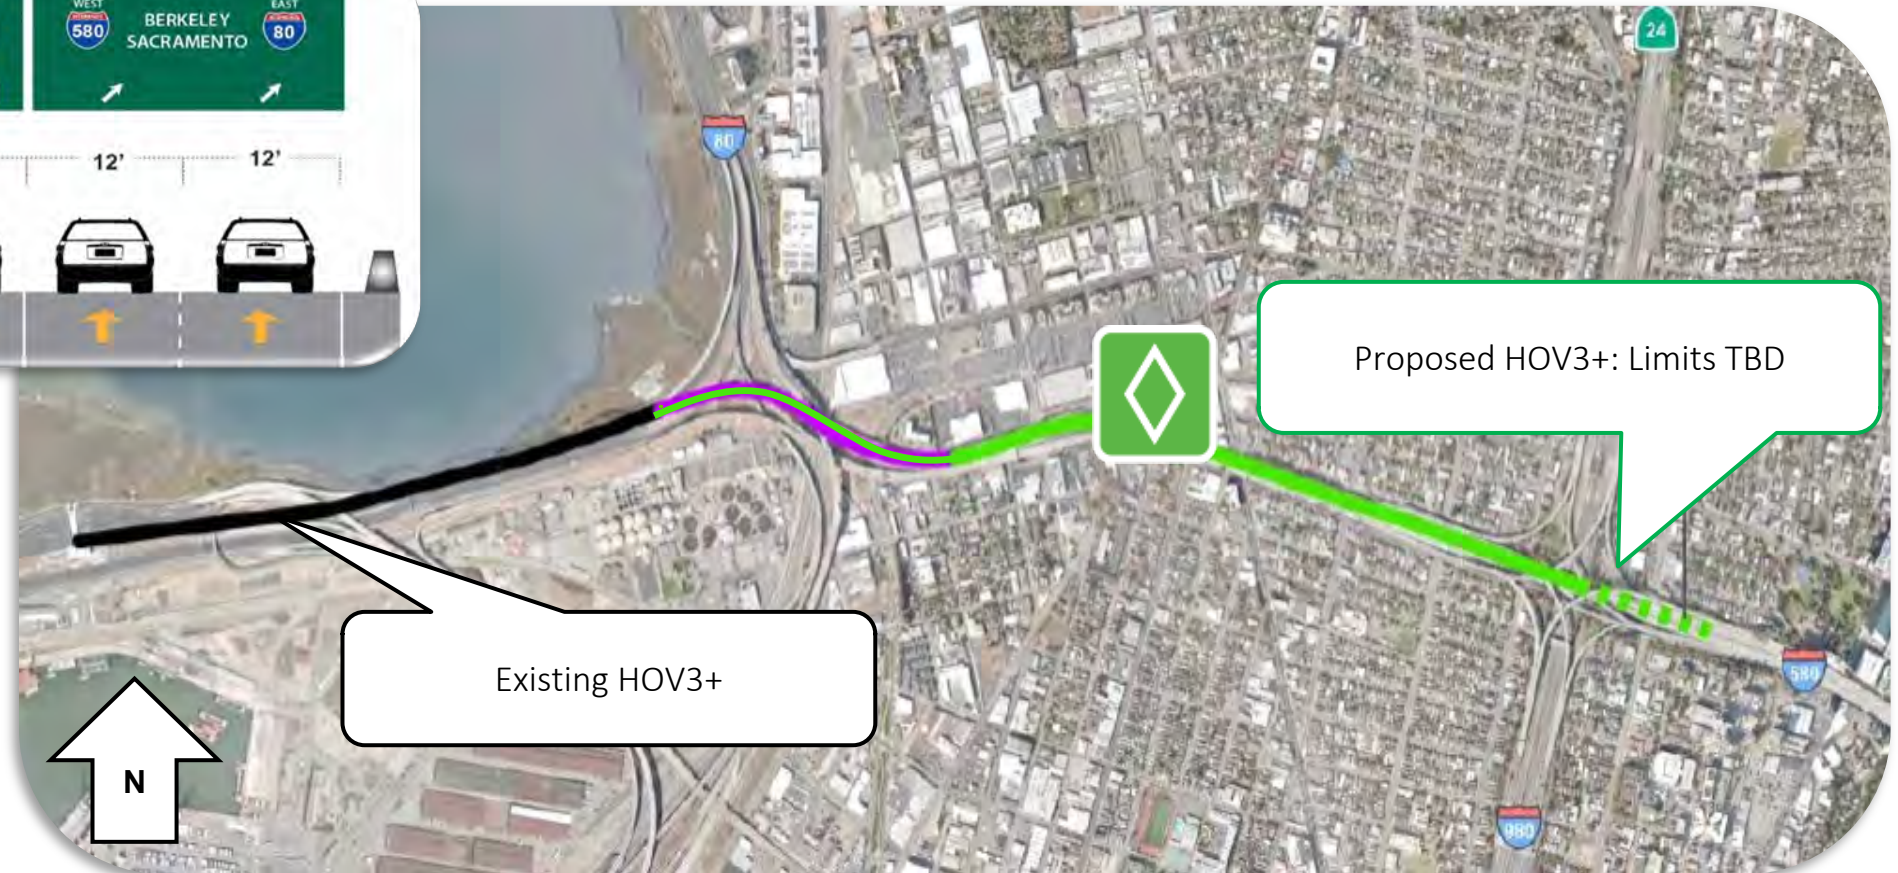 WEST
EAST
580
BERKELEY
80
SACRAMENTO
12'
12'
24
80
Proposed HOV3+: Limits TBD
Existing HOV3+
580
N
980